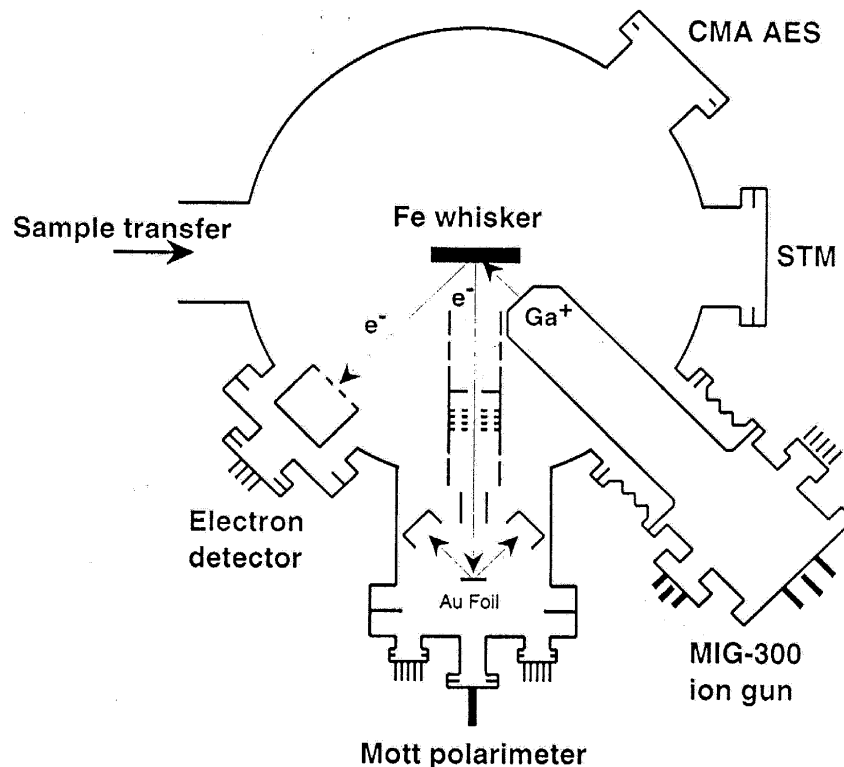 CMA AES
Sample transfer
Fe whisker
STM
e-
e-
Ga+
Electron
detector
Au Foil
MIG-300
ion gun
Mott polarimeter